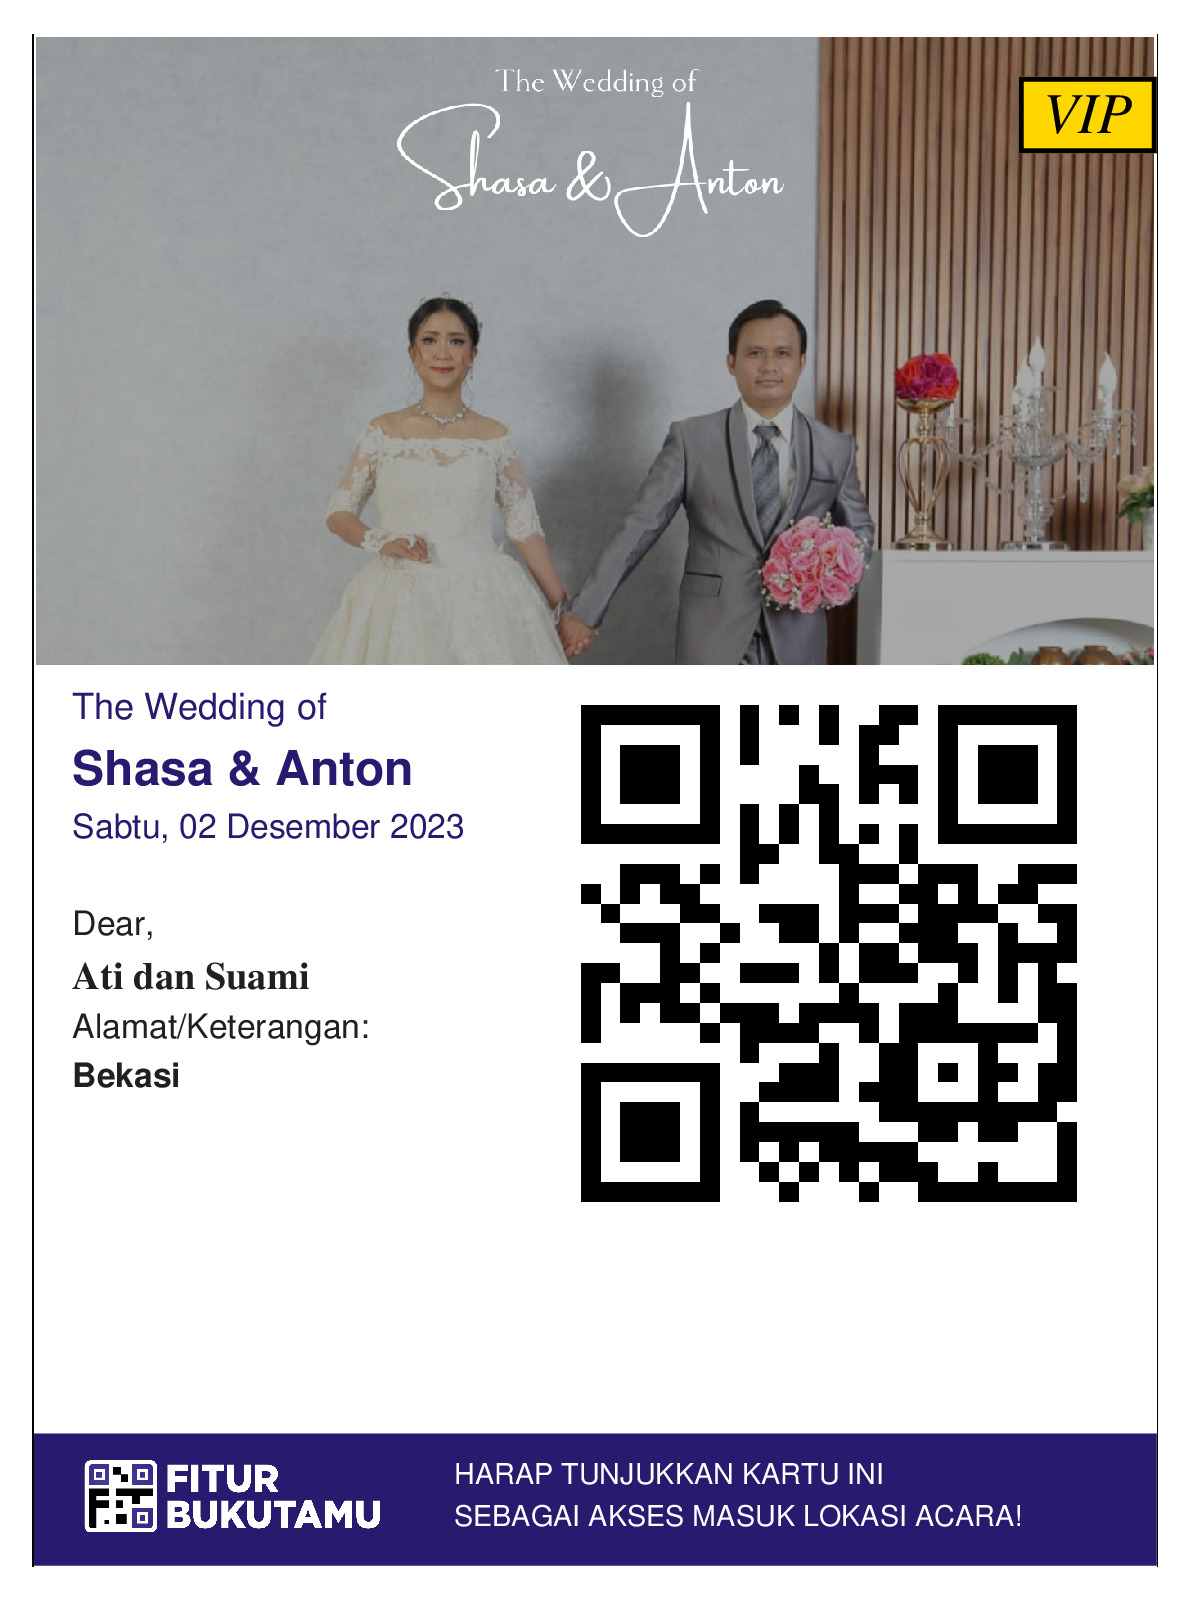 The Wedding of
Shasa & Anton
VIP
The Wedding of
Shasa & Anton
Sabtu, 02 Desember 2023
Dear,
Ati dan Suami
Alamat/Keterangan:
Bekasi
FITUR
BUKUTAMU
HARAP TUNJUKKAN KARTU INI
SEBAGAI AKSES MASUK LOKASI ACARA!